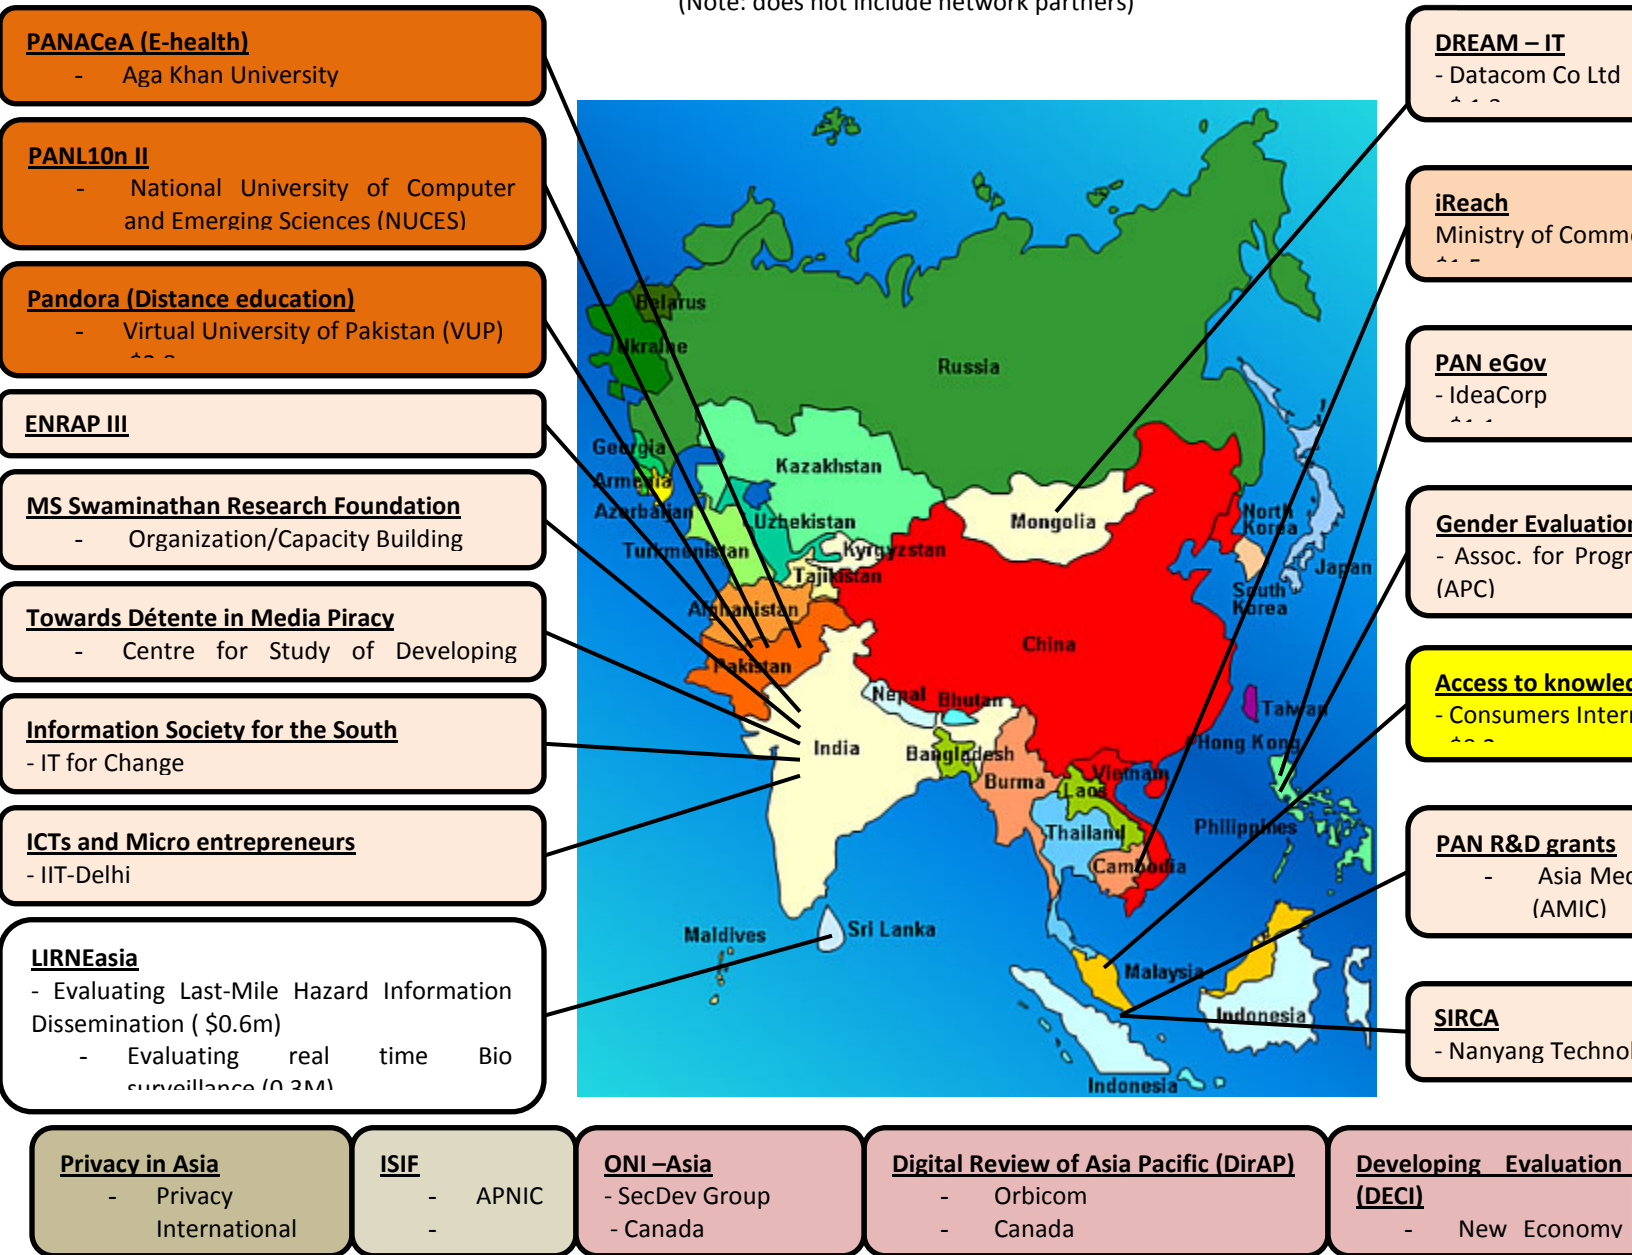 (Note: does not include network partners)
PANACeA (E-health)
- Aga Khan University
PANL10n II
- National University of Computer
and Emerging Sciences (NUCES)
Pandora (Distance education)
- Virtual University of Pakistan (VUP)
ENRAP III
MS Swaminathan Research Foundation
- Organization/Capacity Building
Towards Détente in Media Piracy
- Centre for Study of Developing
Information Society for the South
- IT for Change
ICTs and Micro entrepreneurs
- IIT-Delhi
LIRNEasia
- Evaluating Last-Mile Hazard Information
Dissemination ( $0.6m)
- Evaluating real time Bio
surveillance (0.3M)
Belarus
Ukraine
Russia
Georgia
Kazakhstan
Armenia
Azerbaijan
Uzbekistan
Mongolia
North
Korea
Turkmenistan
Kyrgyzstan
Tajikistan
Japan
South
Korea
Afghanistan
China
Pakistan
Nepal
Bhutan
Taiwan
India
Bangladesh
Hong Kong
Burma
Vietnam
Laos
Thailand
Philippines
Cambodia
Maldives
Sri Lanka
Malaysia
Indonesia
Indonesia
DREAM – IT
- Datacom Co Ltd
iReach
Ministry of Comm
PAN eGov
- IdeaCorp
Gender Evaluation
- Assoc. for Progr
(APC)
Access to knowled
- Consumers Intern
PAN R&D grants
- Asia Med
(AMIC)
SIRCA
- Nanyang Technol
Privacy in Asia
- Privacy
International
ISIF
- APNIC
-
ONI –Asia
- SecDev Group
- Canada
Digital Review of Asia Pacific (DirAP)
- Orbicom
- Canada
Developing Evaluation
(DECI)
- New Economy